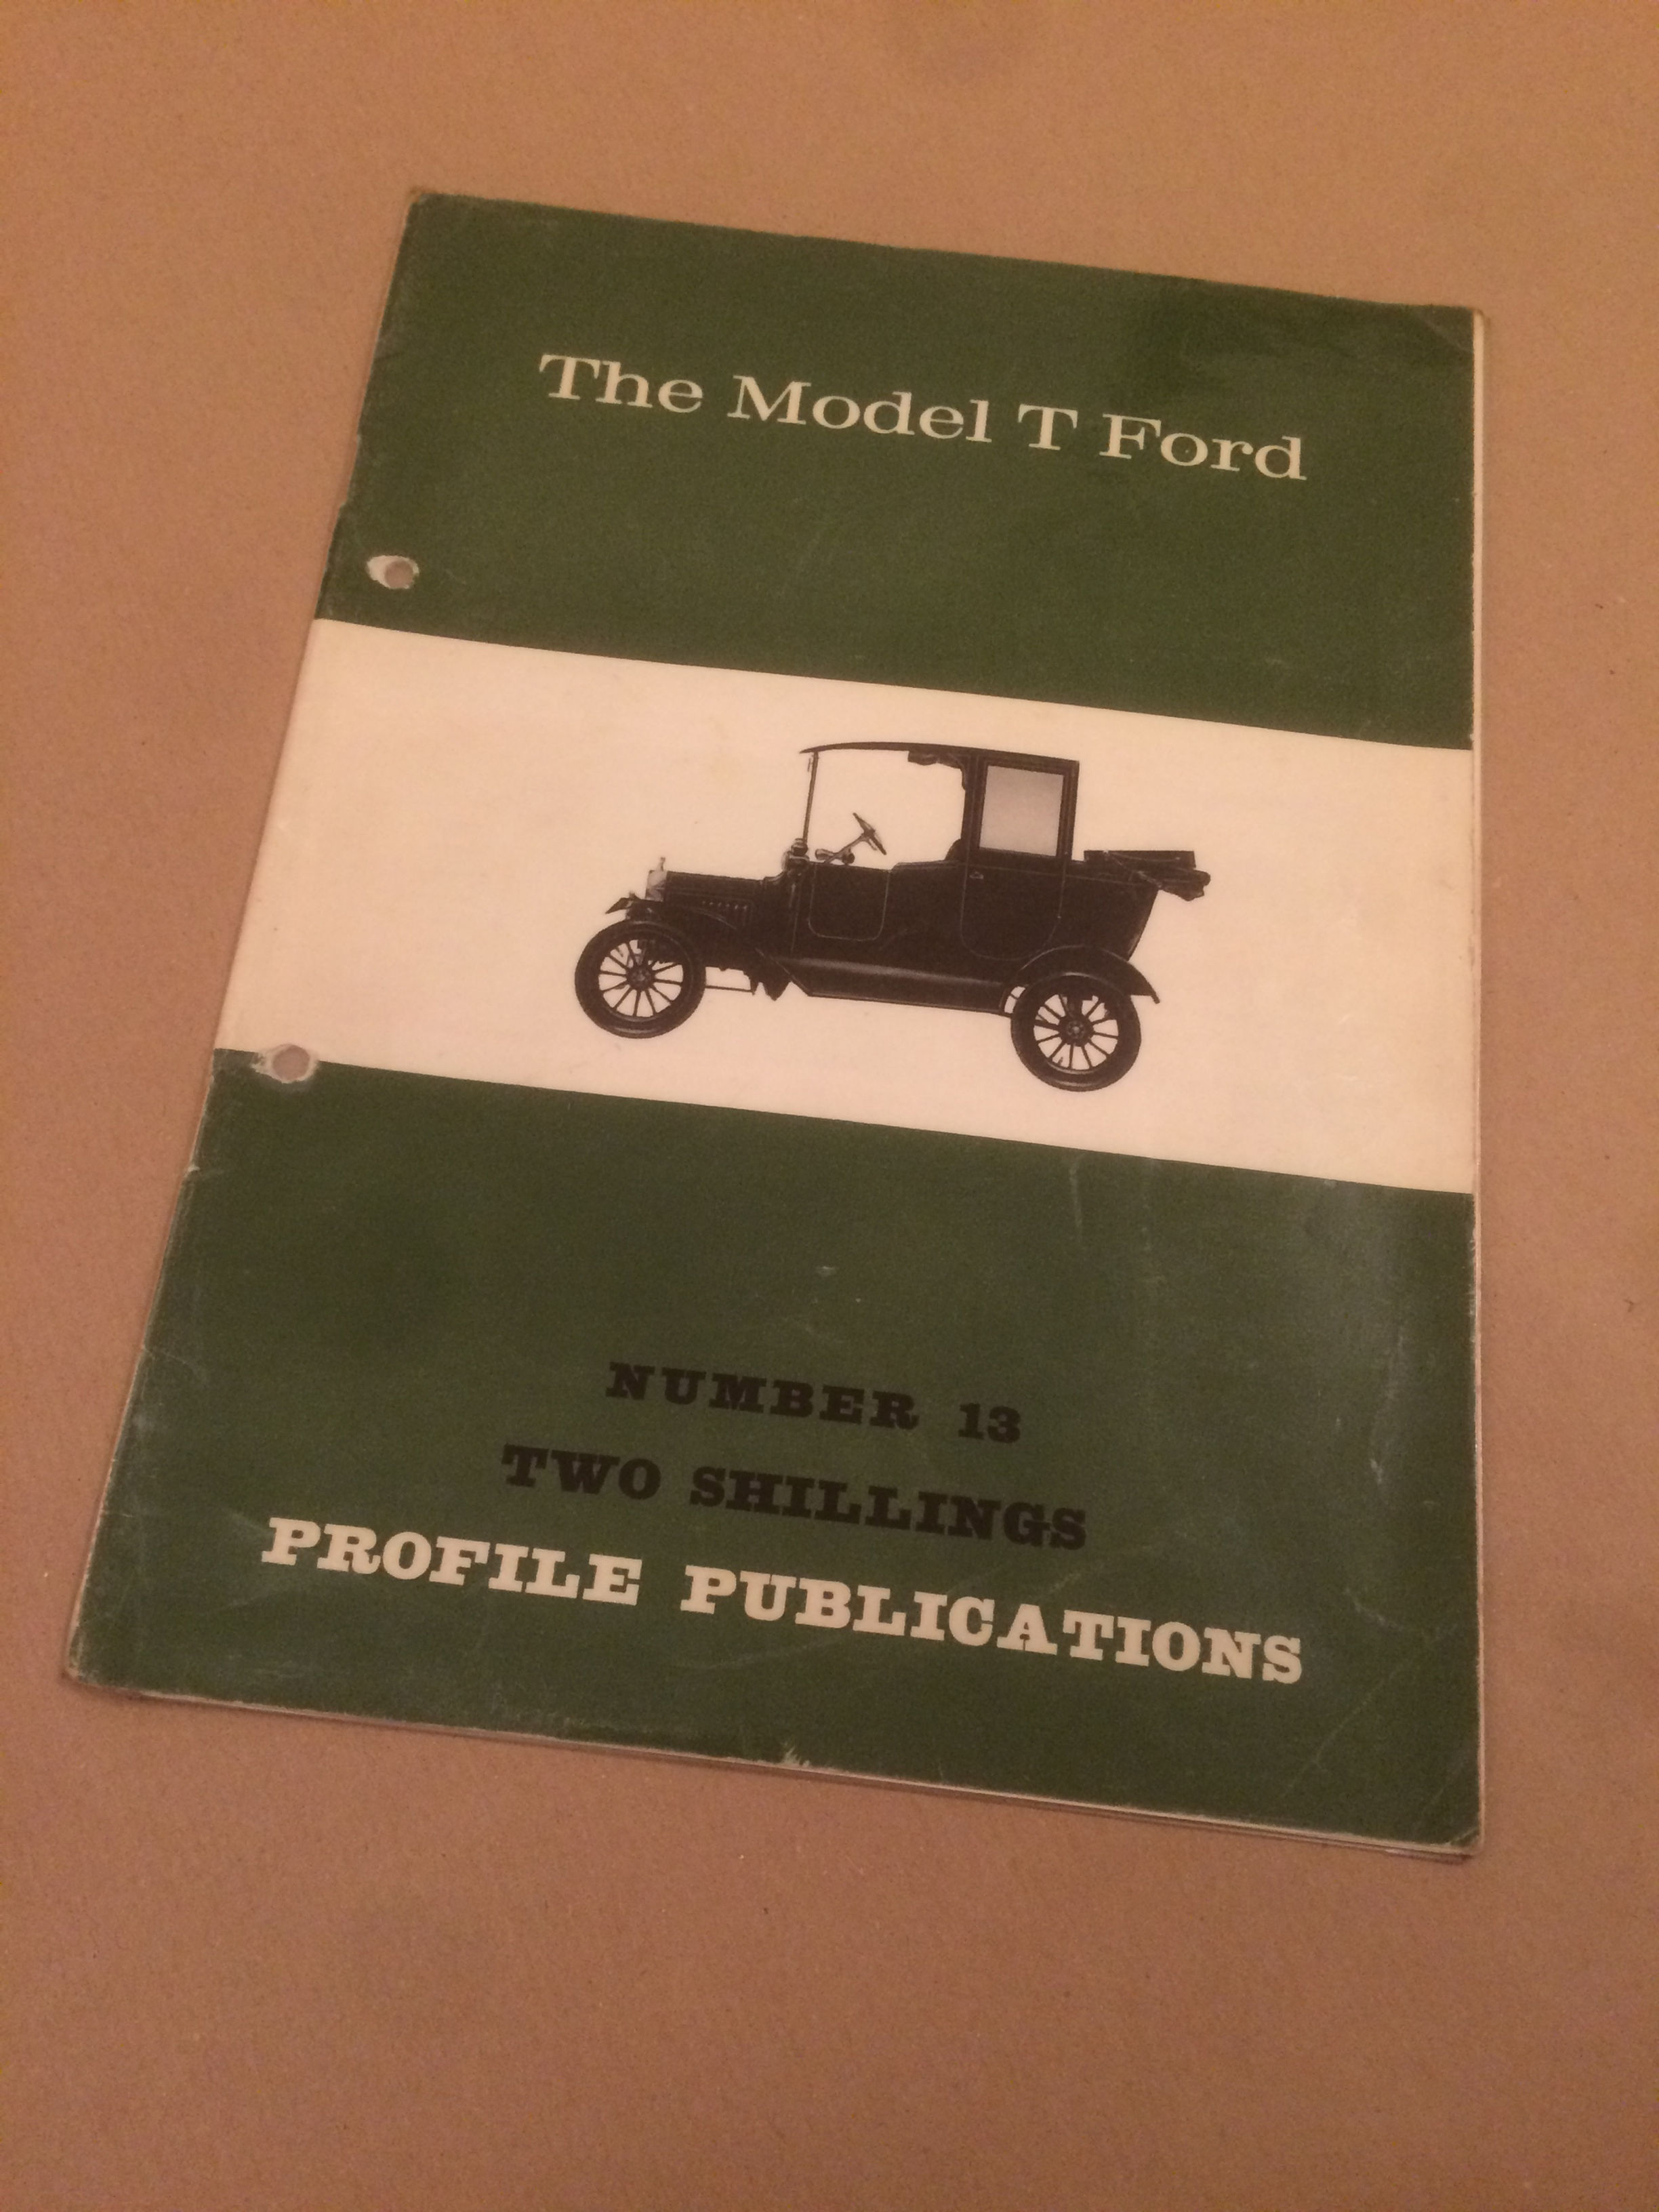 The Model T Ford
NUMBER 13
TWO SHILLINGS
PROFILE PUBLICATIONS